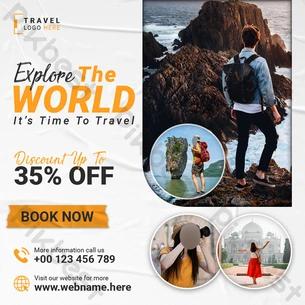 TRAVEL
LOGO HERE
Explore The
WORLD
It's Time To Travel
Discount Up To
35% OFF
BOOK NOW
More information call us
+00 123 456 789
Visit our website for more
www.webname.here